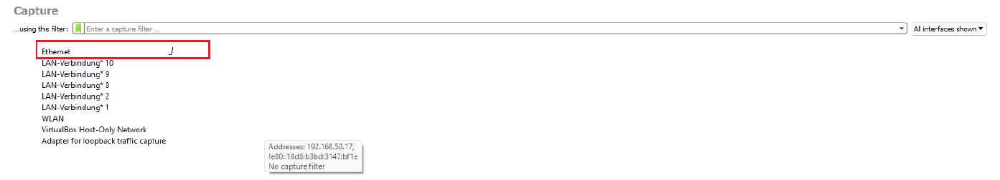 Capture
...using this filter: Enter a capture filter ... All interfaces shown
Ethernet
LAN-Verbindung* 10
LAN-Verbindung* 9
LAN-Verbindung* 8
LAN-Verbindung* 2
LAN-Verbindung* 1
WLAN
VirtualBox Host-Only Network
Adapter for loopback traffic capture
Addresses: 192.168.50.17,
fe80::18d8:b3bd:3147:bf1e
No capture filter